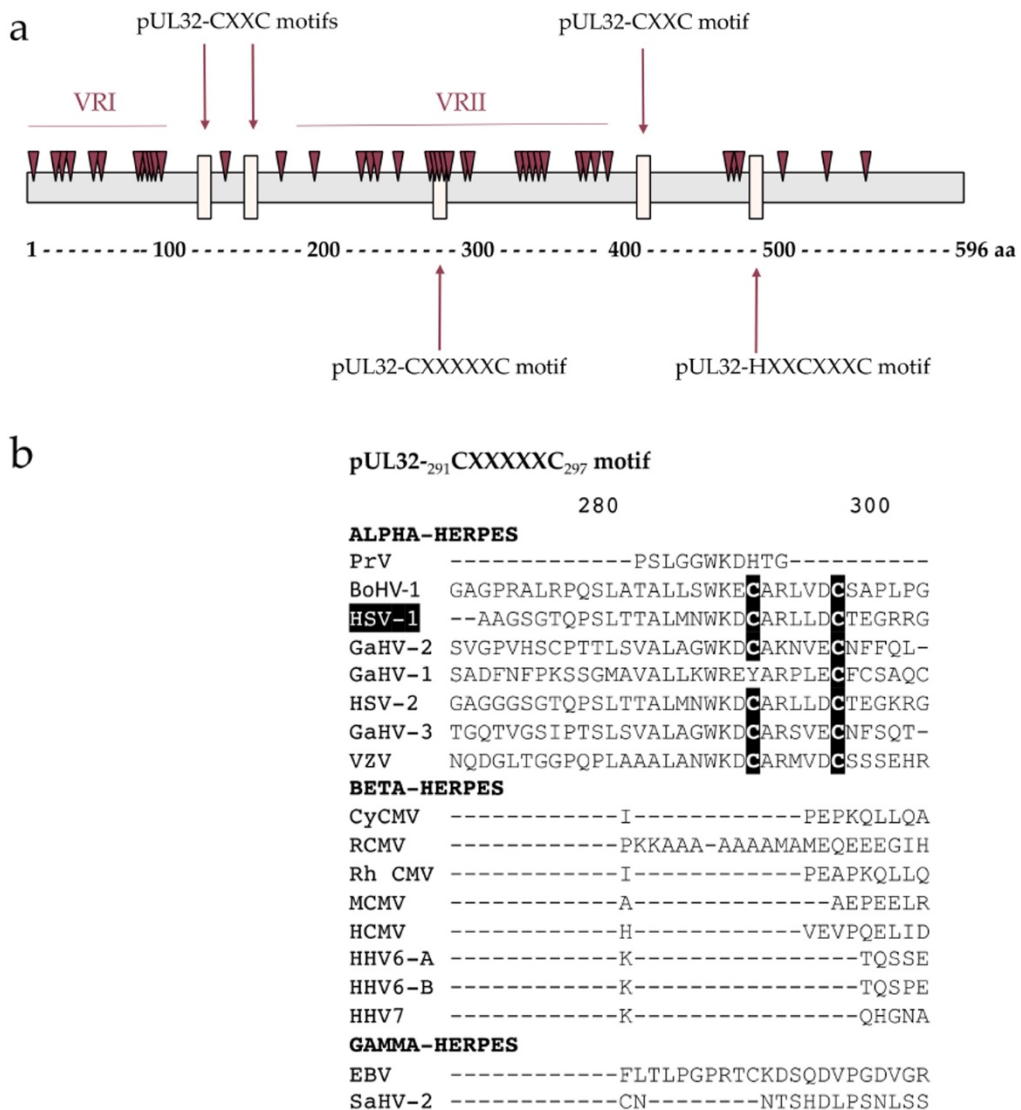 a
pUL32-CXXC motifs pUL32-CXXC motif
VRI VRII
1 - - - - - - - - 100 - - - - - - - - - - 200 - - - - - - - - - - 300 - - - - - - - - - - 400 - - - - - - - - - - 500 - - - - - - - - - - - 596 aa
pUL32-CXXXXXC motif pUL32-HXXCXXXC motif
b
pUL32-291CXXXXXC297 motif
280 300
ALPHA-HERPES
PrV -------------PSLGGWKDHTG----------
BoHV-1 GAGPRALRPQSLATALLSWKECARLVDCSAPLPG
HSV-1 --AAGSGTQPSLTTALMNWKDCARLLDCTEGRRG
GaHV-2 SVGPVHSCPTTLSVALAGWKDCAKNVECNFFQL-
GaHV-1 SADFNFPKSSGMAVALLKWREYARPLECFCSAQC
HSV-2 GAGGGSGTQPSLTTALMNWKDCARLLDCTEGKRG
GaHV-3 TGQTVGSIPTSLSVALAGWKDCARSVECNFSQT-
VZV NQDGLTGGPQPLAAALANWKDCARMVDCSSSEHR
BETA-HERPES
CyCMV ------------I------------PEPKQLLQA
RCMV ------------PKKAAA-AAAAMAMEQEEEGIH
Rh CMV ------------I------------PEAPKQLLQ
MCMV ------------A--------------AEPEELR
HCMV ------------H------------VEVPQELID
HHV6-A ------------K----------------TQSSE
HHV6-B ------------K----------------TQSPE
HHV7 ------------K----------------QHGNA
GAMMA-HERPES
EBV ------------FLTLPGPRTCKDSQDVPGDVGR
SaHV-2 ------------CN--------NTSHDLPSNLSS